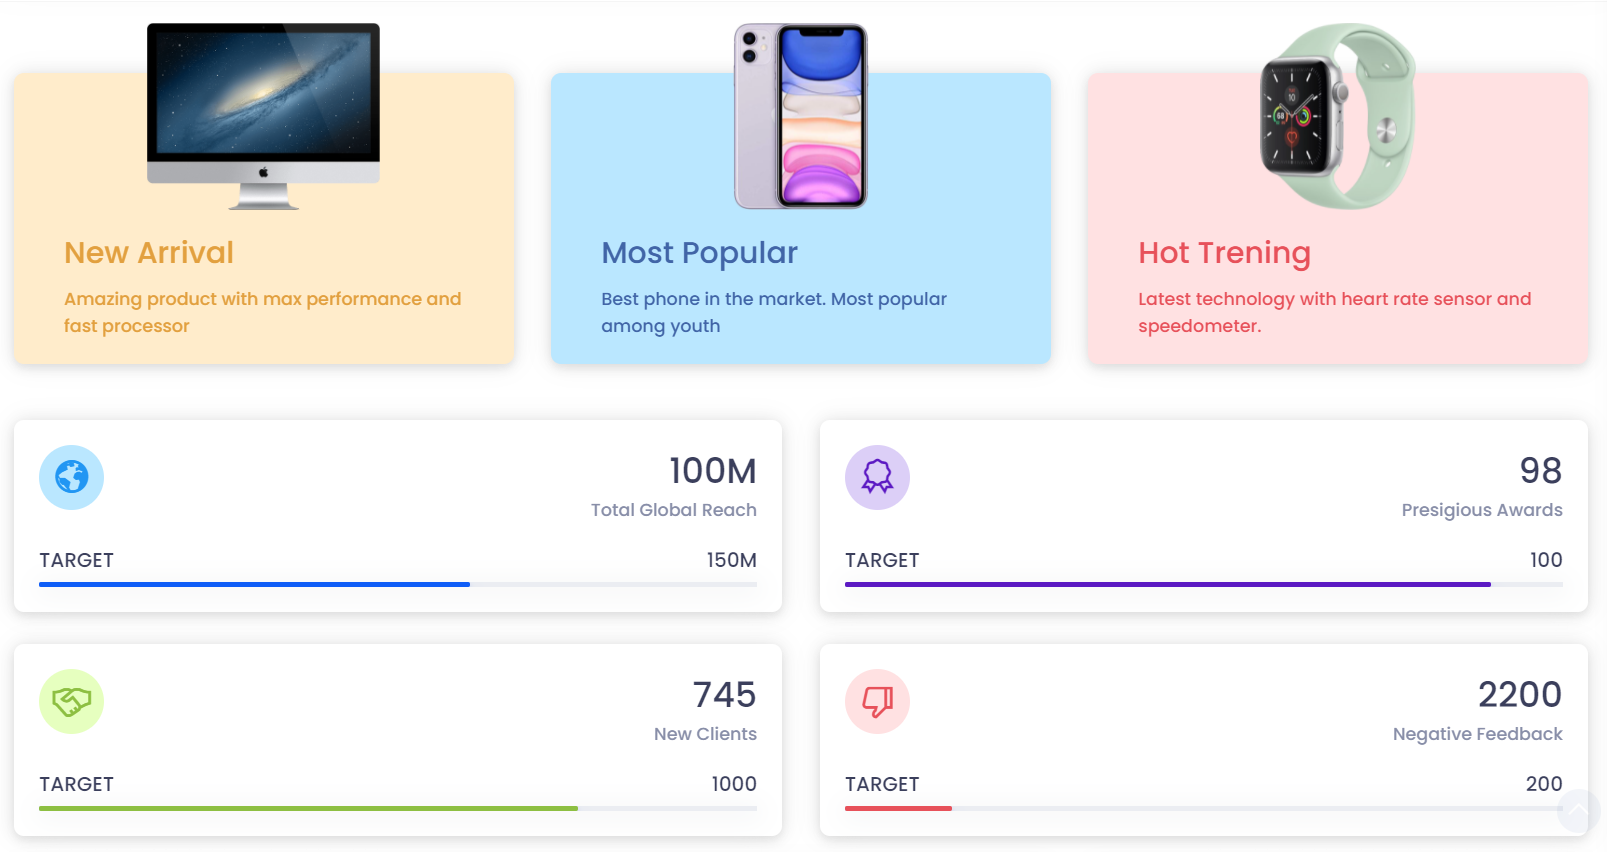 New Arrival
Amazing product with max performance and
fast processor
Most Popular
Best phone in the market. Most popular
among youth
Hot Trening
Latest technology with heart rate sensor and
speedometer.
100M
Total Global Reach
TARGET 150M
98
Presigious Awards
TARGET 100
745
New Clients
TARGET 1000
2200
Negative Feedback
TARGET 200